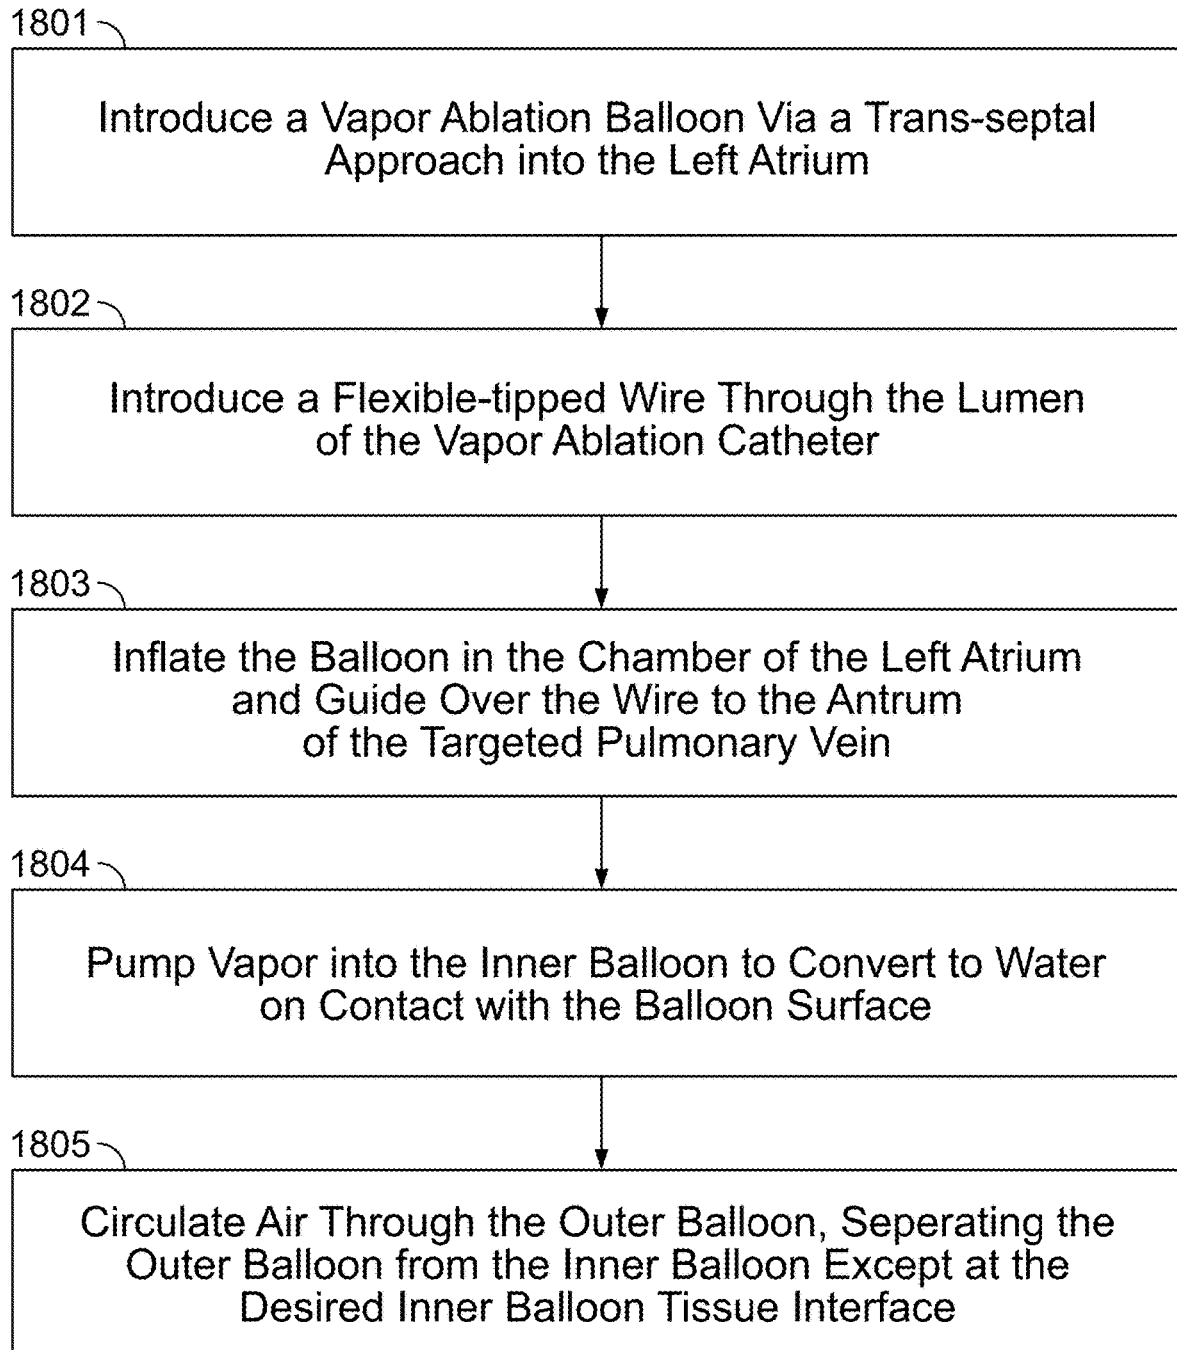 1801
Introduce a Vapor Ablation Balloon Via a Trans-septal
Approach into the Left Atrium
1802
Introduce a Flexible-tipped Wire Through the Lumen
of the Vapor Ablation Catheter
1803
Inflate the Balloon in the Chamber of the Left Atrium
and Guide Over the Wire to the Antrum
of the Targeted Pulmonary Vein
1804
Pump Vapor into the Inner Balloon to Convert to Water
on Contact with the Balloon Surface
1805
Circulate Air Through the Outer Balloon, Seperating the
Outer Balloon from the Inner Balloon Except at the
Desired Inner Balloon Tissue Interface